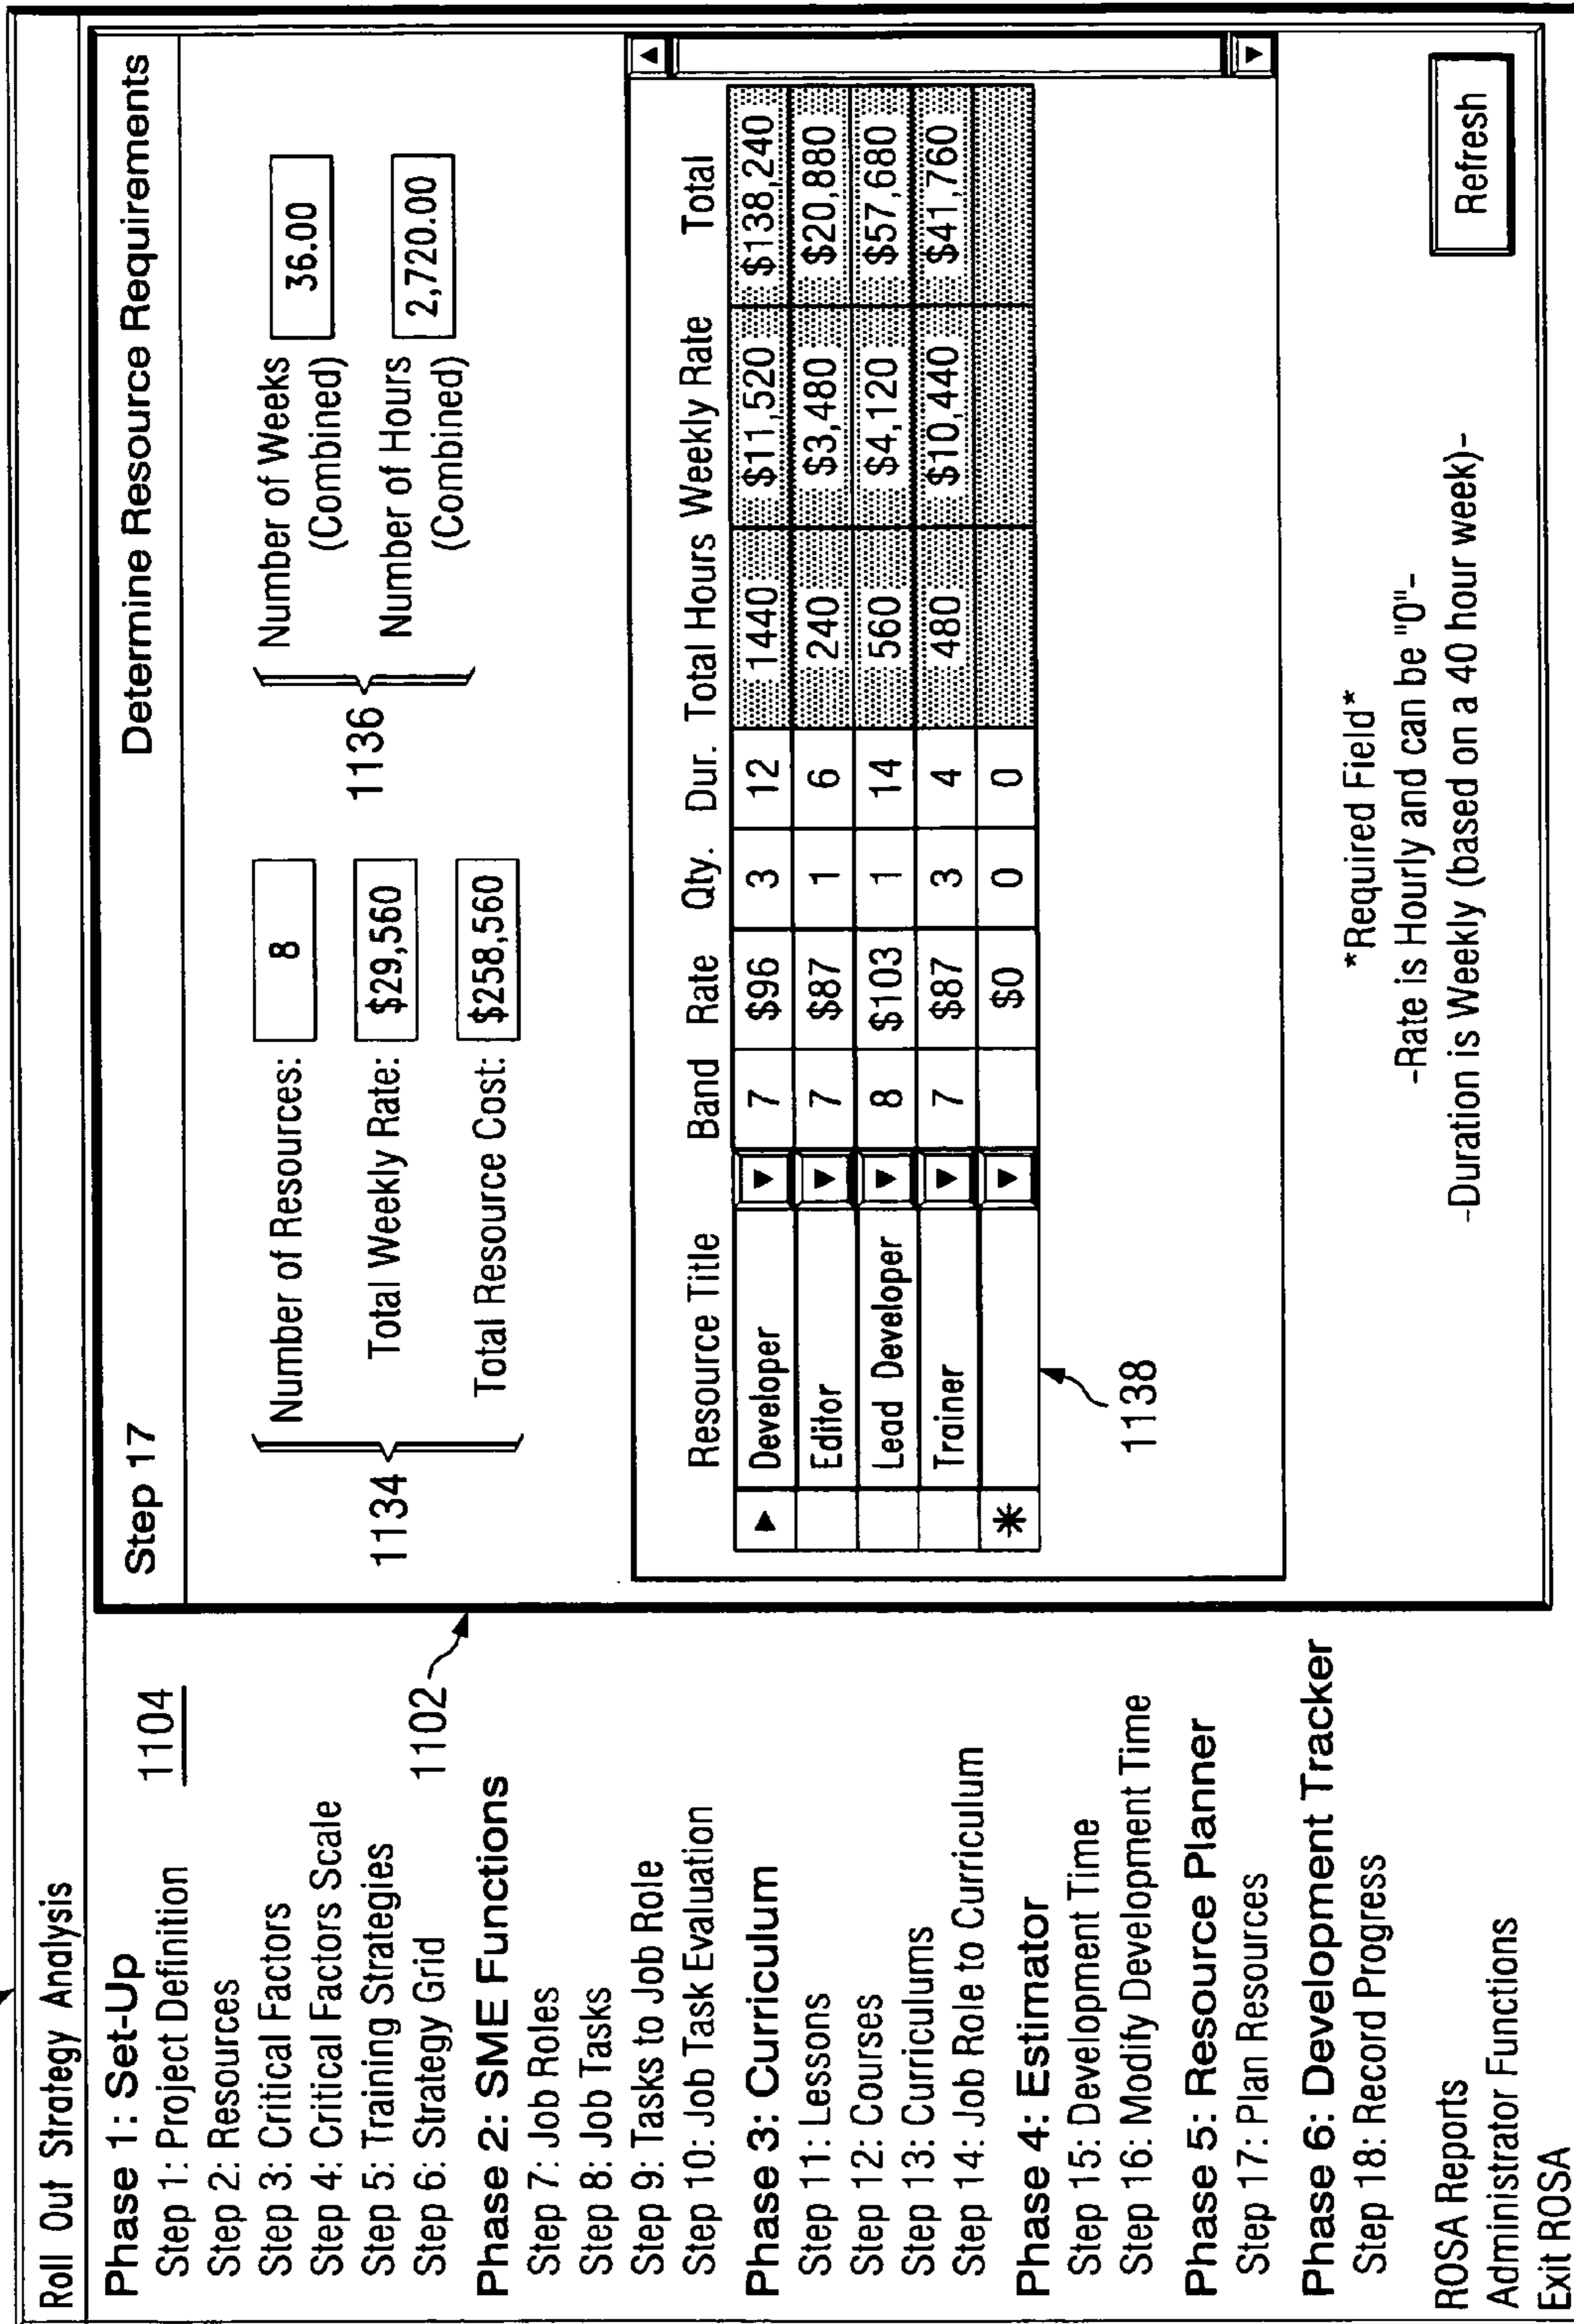 Roll Out Strategy Analysis
Phase 1: Set-Up
1104
Step 1: Project Definition
Step 2: Resources
Step 3: Critical Factors
Step 4: Critical Factors Scale
Step 5: Training Strategies
Step 6: Strategy Grid
1102
Phase 2: SME Functions
Step 7: Job Roles
Step 8: Job Tasks
Step 9: Tasks to Job Role
Step 10: Job Task Evaluation
Phase 3: Curriculum
Step 11: Lessons
Step 12: Courses
Step 13: Curriculums
Step 14: Job Role to Curriculum
Phase 4: Estimator
Step 15: Development Time
Step 16: Modify Development Time
Phase 5: Resource Planner
Step 17: Plan Resources
Phase 6: Development Tracker
Step 18: Record Progress
ROSA Reports
Administrator Functions
Exit ROSA
Step 17 Determine Resource Requirements
1134
Number of Resources: 8
Total Weekly Rate: $29,560
Total Resource Cost: $258,560
1136
Number of Weeks 36.00
(Combined)
Number of Hours 2,720.00
(Combined)
Resource Title Band Rate Qty. Dur. Total Hours Weekly Rate Total
Developer 7 $96 3 12 1440 $11,520 $138,240
Editor 7 $87 1 6 240 $3,480 $20,880
Lead Developer 8 $103 1 14 560 $4,120 $57,680
Trainer 7 $87 3 4 480 $10,440 $41,760
* $0 0 0
1138
*Required Field*
-Rate is Hourly and can be "0"-
-Duration is Weekly (based on a 40 hour week)-
Refresh